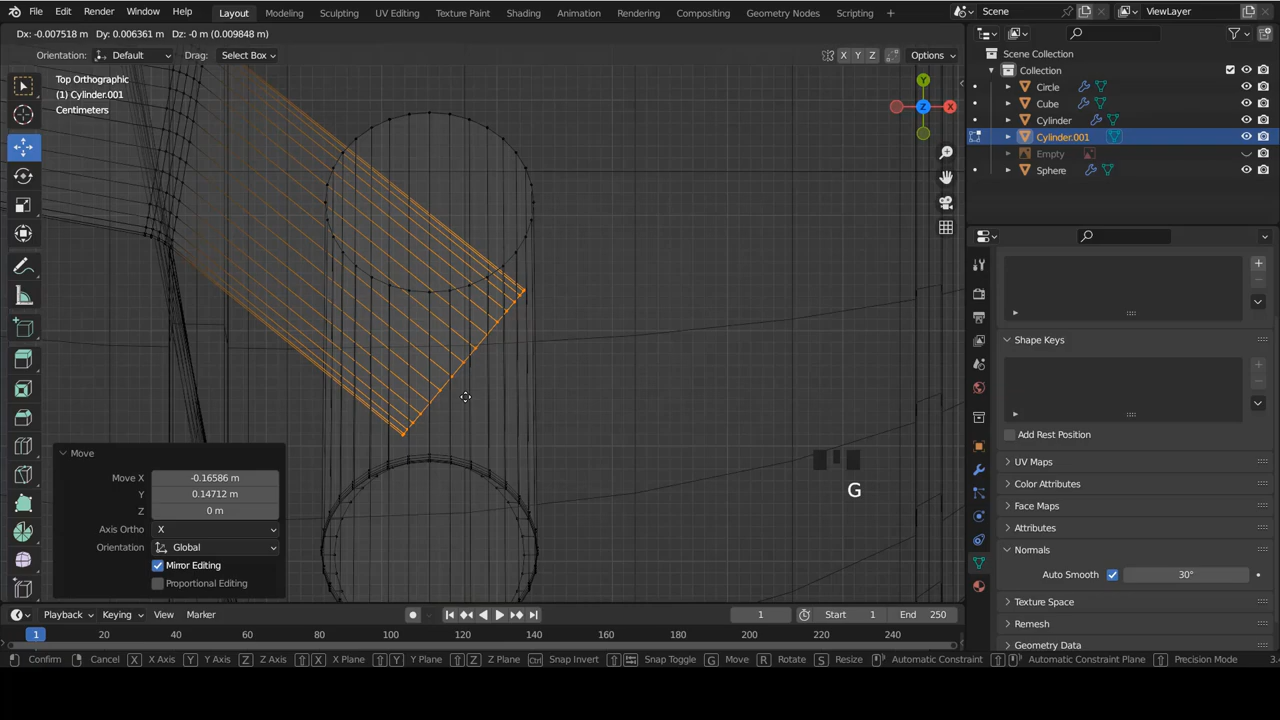 File Edit Render Window Help Layout Modeling Sculpting UV Editing Texture Paint Shading Animation Rendering Compositing Geometry Nodes Scripting Scene ViewLayer
Dx: -0.007518 m Dy: 0.006361 m Dz: -0 m (0.009848 m)
Orientation: Default Drag: Select Box X Y Z Options
Top Orthographic
(1) Cylinder.001
Centimeters
Y
Z X
Scene Collection
Collection
Circle
Cube
Cylinder
Cylinder.001
Empty
Sphere
Shape Keys
Add Rest Position
UV Maps
Color Attributes
Face Maps
Attributes
Normals
Auto Smooth 30°
Texture Space
Remesh
Geometry Data
G
Move
Move X -0.16586 m
Y 0.14712 m
Z 0 m
Axis Ortho X
Orientation Global
Mirror Editing
Proportional Editing
Playback Keying View Marker 1 Start 1 End 250
1 20 40 60 80 100 120 140 160 180 200 220 240
Confirm Cancel X X Axis Y Y Axis Z Z Axis X X Plane Y Y Plane Z Z Plane Ctrl Snap Invert Snap Toggle G Move R Rotate S Resize Automatic Constraint Automatic Constraint Plane Precision Mode